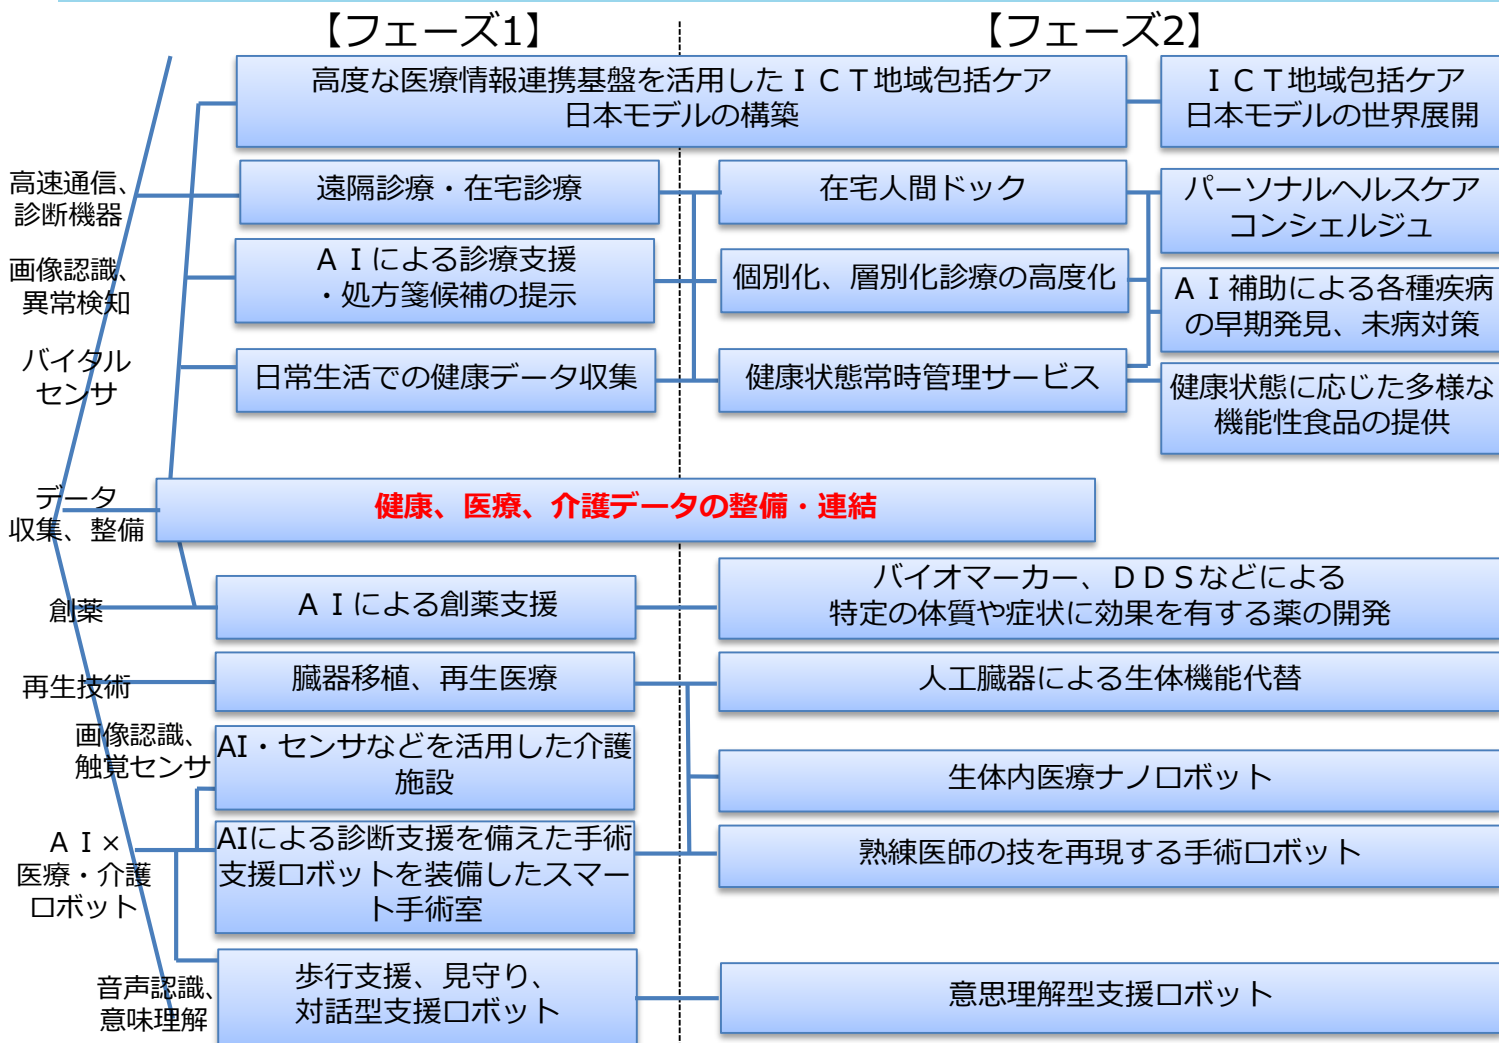 【フェーズ1】
【フェーズ2】
高度な医療情報連携基盤を活用したＩＣＴ地域包括ケア
日本モデルの構築
ＩＣＴ地域包括ケア
日本モデルの世界展開
高速通信、
診断機器
遠隔診療・在宅診療
在宅人間ドック
パーソナルヘルスケア
コンシェルジュ
画像認識、
異常検知
ＡＩによる診療支援
・処方箋候補の提示
個別化、層別化診療の高度化
ＡＩ補助による各種疾病
の早期発見、未病対策
バイタル
センサ
日常生活での健康データ収集
健康状態常時管理サービス
健康状態に応じた多様な
機能性食品の提供
データ
収集、整備
健康、医療、介護データの整備・連結
創薬
ＡＩによる創薬支援
バイオマーカー、ＤＤＳなどによる
特定の体質や症状に効果を有する薬の開発
再生技術
臓器移植、再生医療
人工臓器による生体機能代替
画像認識、
触覚センサ
AI・センサなどを活用した介護
施設
生体内医療ナノロボット
ＡＩ×
医療・介護
ロボット
AIによる診断支援を備えた手術
支援ロボットを装備したスマー
ト手術室
熟練医師の技を再現する手術ロボット
音声認識、
意味理解
歩行支援、見守り、
対話型支援ロボット
意思理解型支援ロボット